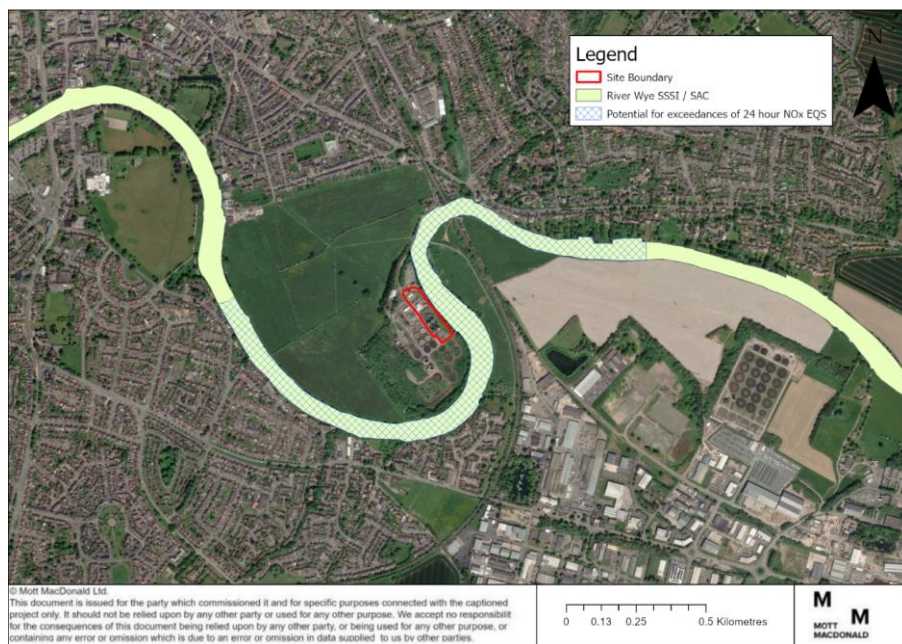 Legend
Site Boundary
River Wye SSSI / SAC
Potential for exceedances of 24 hour NOx EQS
N
© Mott MacDonald Ltd.
This document is issued for the party which commissioned it and for specific purposes connected with the captioned
project only. It should not be relied upon by any other party or used for any other purpose. We accept no responsibilit
for the consequences of this document being relied upon by any other party, or being used for any other purpose, or
containing any error or omission which is due to an error or omission in data supplied to us by other parties.
0 0.13 0.25 0.5 Kilometres
M
M
MOTT
MACDONALD